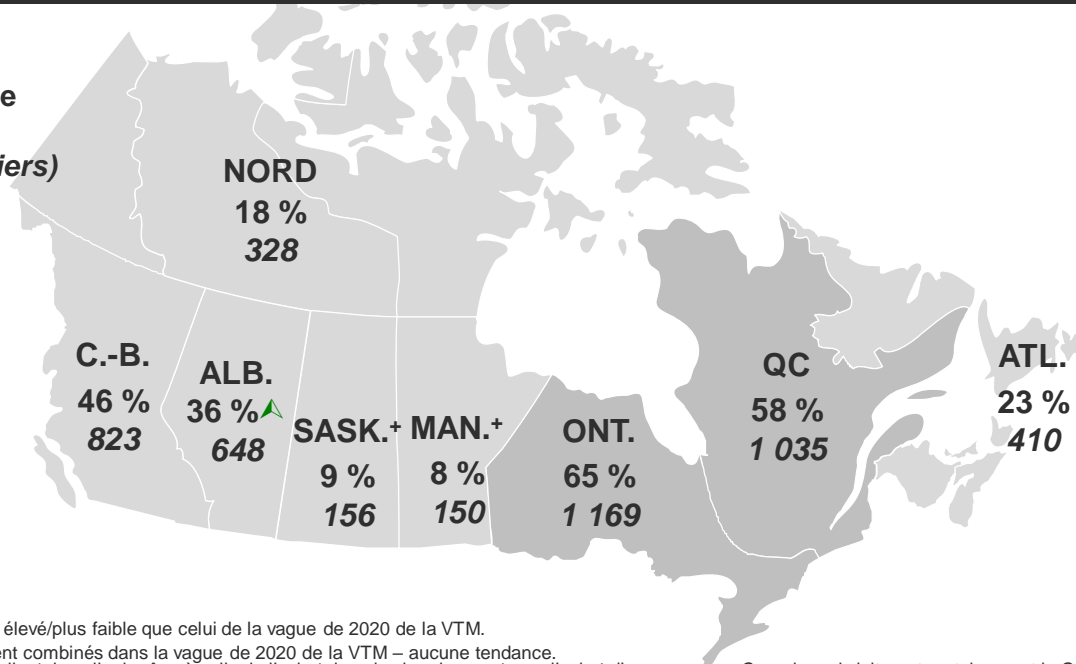 e
iers)
NORD
18 %
328
C.-B.
46 %
823
ALB.
36 %
648
SASK.+
9 %
156
MAN.+
8 %
150
ONT.
65 %
1 169
QC
58 %
1 035
ATL.
23 %
410
élevé/plus faible que celui de la vague de 2020 de la VTM.
ent combinés dans la vague de 2020 de la VTM – aucune tendance.